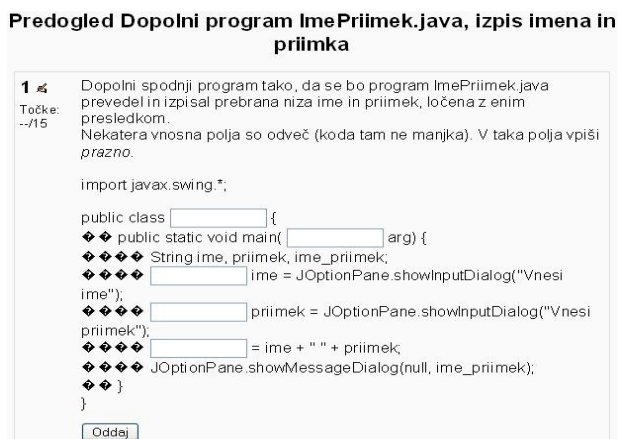 Predogled Dopolni program ImePriimek.java, izpis imena in
priimka
1
Točke:
--/15
Dopolni spodnji program tako, da se bo program ImePriimek.java
prevedel in izpisal prebrana niza ime in priimek, ločena z enim
presledkom.
Nekatera vnosna polja so odveč (koda tam ne manjka). V taka polja vpiši
prazno.
import javax.swing.*;
public class {
�� public static void main( arg) {
���� String ime, priimek, ime_priimek;
���� ime = JOptionPane.showInputDialog("Vnesi
ime");
���� priimek = JOptionPane.showInputDialog("Vnesi
priimek");
���� = ime + " " + priimek;
���� JOptionPane.showMessageDialog(null, ime_priimek);
�� }
}
Oddaj